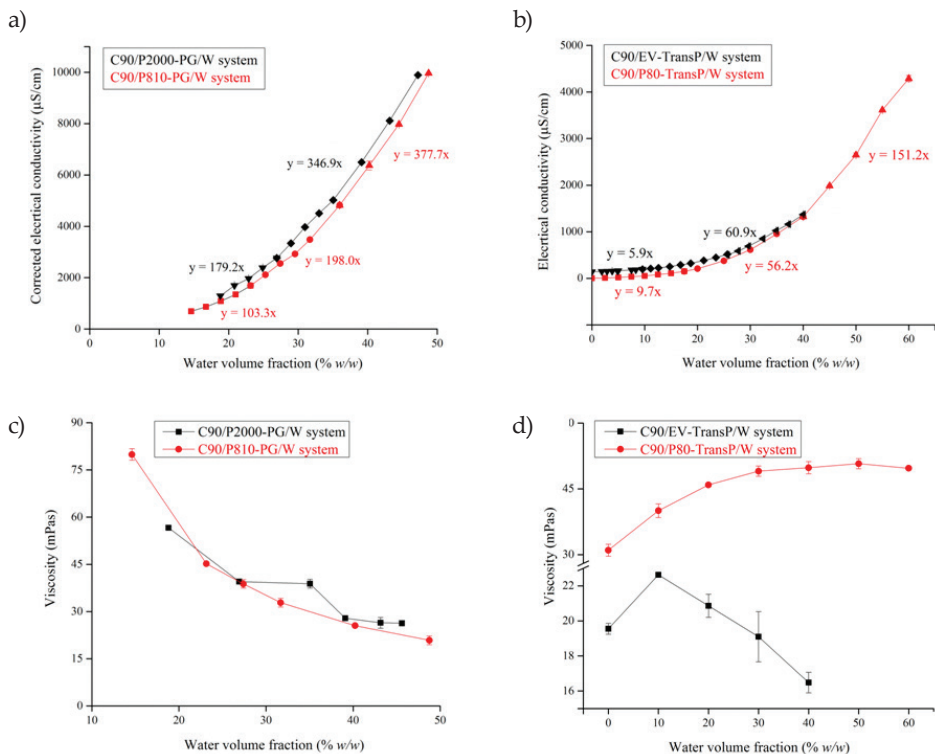 a)
C90/P2000-PG/W system
C90/P810-PG/W system
Corrected elecrtical conductivity (µS/cm)
10000
8000
6000
4000
2000
0
y = 346.9x
y = 377.7x
y = 179.2x
y = 198.0x
y = 103.3x
0 10 20 30 40 50
Water volume fraction (% w/w)
b)
C90/EV-TransP/W system
C90/P80-TransP/W system
Elecrtical conductivity (µS/cm)
5000
4000
3000
2000
1000
0
y = 151.2x
y = 60.9x
y = 5.9x
y = 56.2x
y = 9.7x
0 10 20 30 40 50 60
Water volume fraction (% w/w)
c)
C90/P2000-PG/W system
C90/P810-PG/W system
Viscosity (mPas)
90
75
60
45
30
15
0
10 20 30 40 50
Water volume fraction (% w/w)
d)
C90/EV-TransP/W system
C90/P80-TransP/W system
Viscosity (mPas)
0
45
30
22
20
18
16
0 10 20 30 40 50 60
Water volume fraction (% w/w)